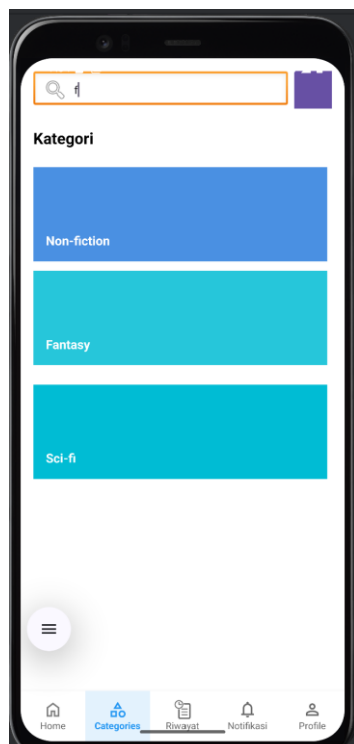 f
Kategori
Non-fiction
Fantasy
Sci-fi
Home Categories Riwayat Notifikasi Profile